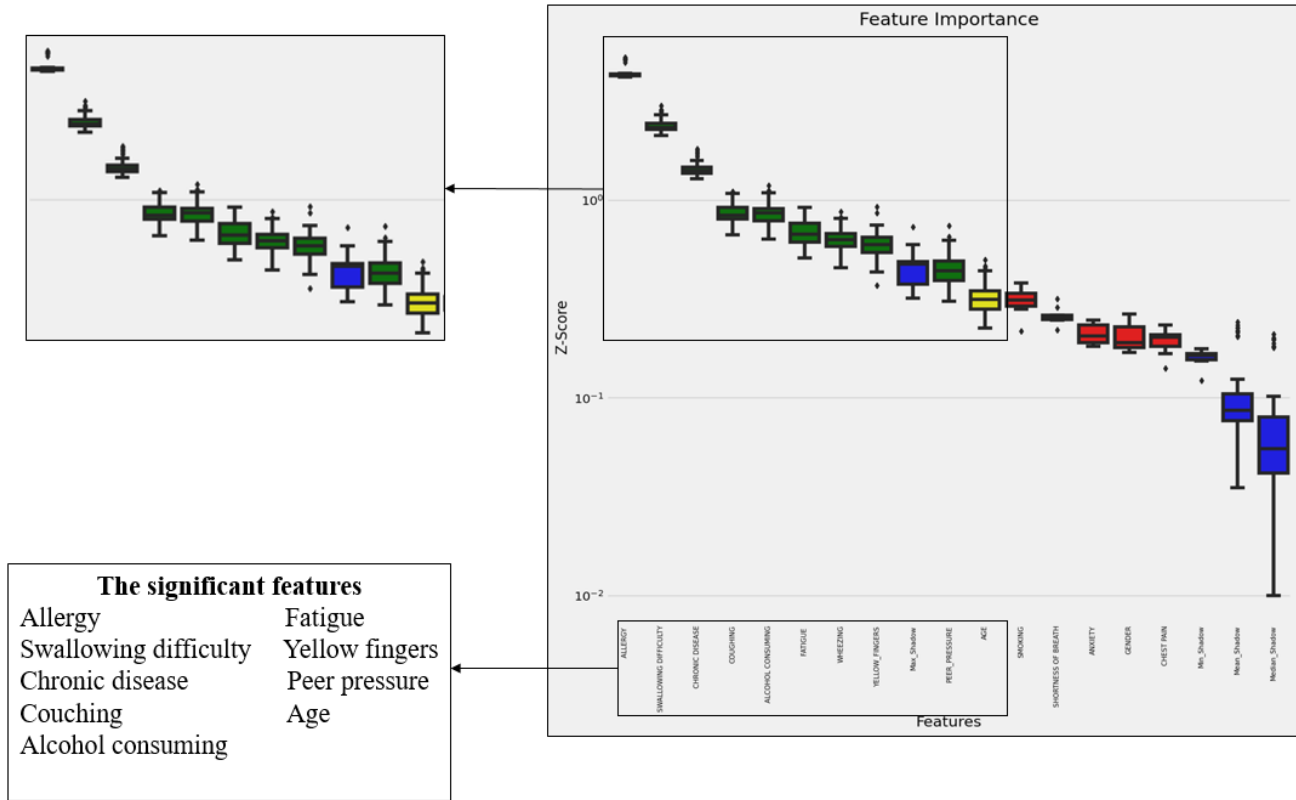 Feature Importance
Z-Score
10⁰
10⁻¹
10⁻²
ALLERGY
SWALLOWING DIFFICULTY
CHRONIC DISEASE
COUGHING
ALCOHOL CONSUMING
FATIGUE
WHEEZING
YELLOW_FINGERS
Max_Shadow
PEER_PRESSURE
AGE
SMOKING
SHORTNESS OF BREATH
ANXIETY
GENDER
CHEST PAIN
Min_Shadow
Mean_Shadow
Median_Shadow
Features
The significant features
Allergy
Swallowing difficulty
Chronic disease
Couching
Alcohol consuming
Fatigue
Yellow fingers
Peer pressure
Age